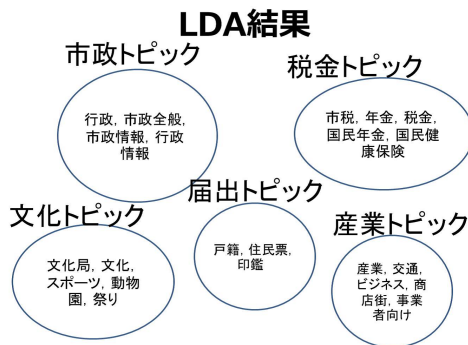 LDA結果
市政トピック
行政, 市政全般,
市政情報, 行政
情報
税金トピック
市税, 年金, 税金,
国民年金, 国民健
康保険
文化トピック
文化局, 文化,
スポーツ, 動物
園, 祭り
届出トピック
戸籍, 住民票,
印鑑
産業トピック
産業, 交通,
ビジネス, 商
店街, 事業
者向け